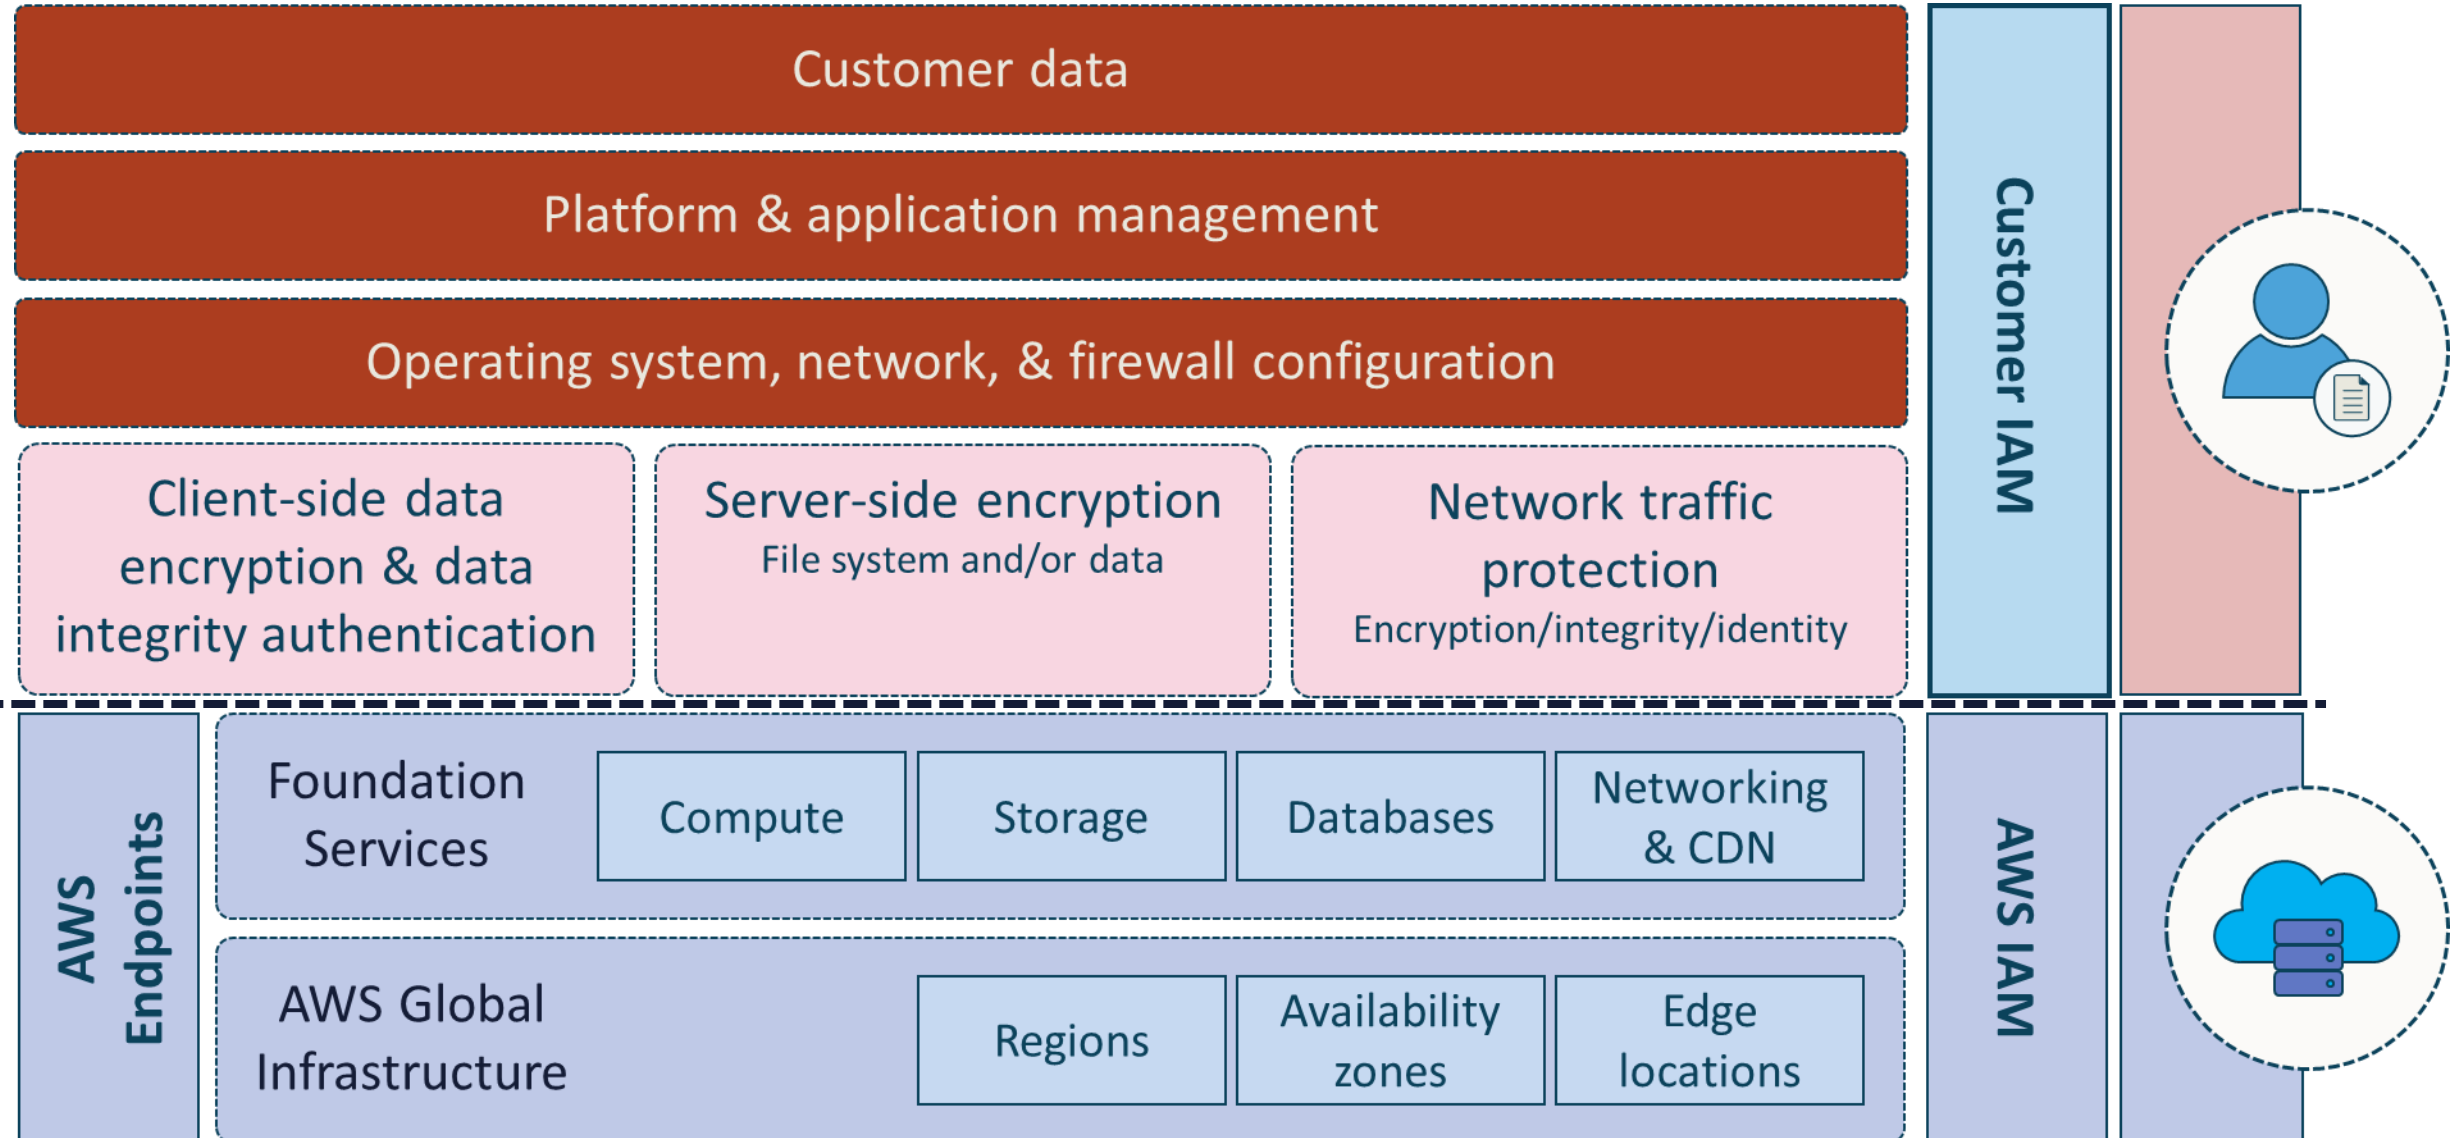 Customer data
Platform & application management
Operating system, network, & firewall configuration
Client-side data
encryption & data
integrity authentication
Server-side encryption
File system and/or data
Network traffic
protection
Encryption/integrity/identity
Customer IAM
AWS
Endpoints
Foundation
Services
Compute
Storage
Databases
Networking
& CDN
AWS Global
Infrastructure
Regions
Availability
zones
Edge
locations
AWS IAM